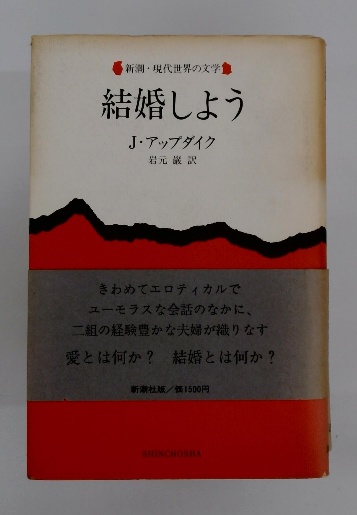 新潮・現代世界の文学
結婚しよう
J・アップダイク
岩元 巌 訳
きわめてエロティカルで
ユーモラスな会話のなかに、
二組の経験豊かな夫婦が織りなす
愛とは何か？ 結婚とは何か？
新潮社版／価1500円
SHINCHOSHA